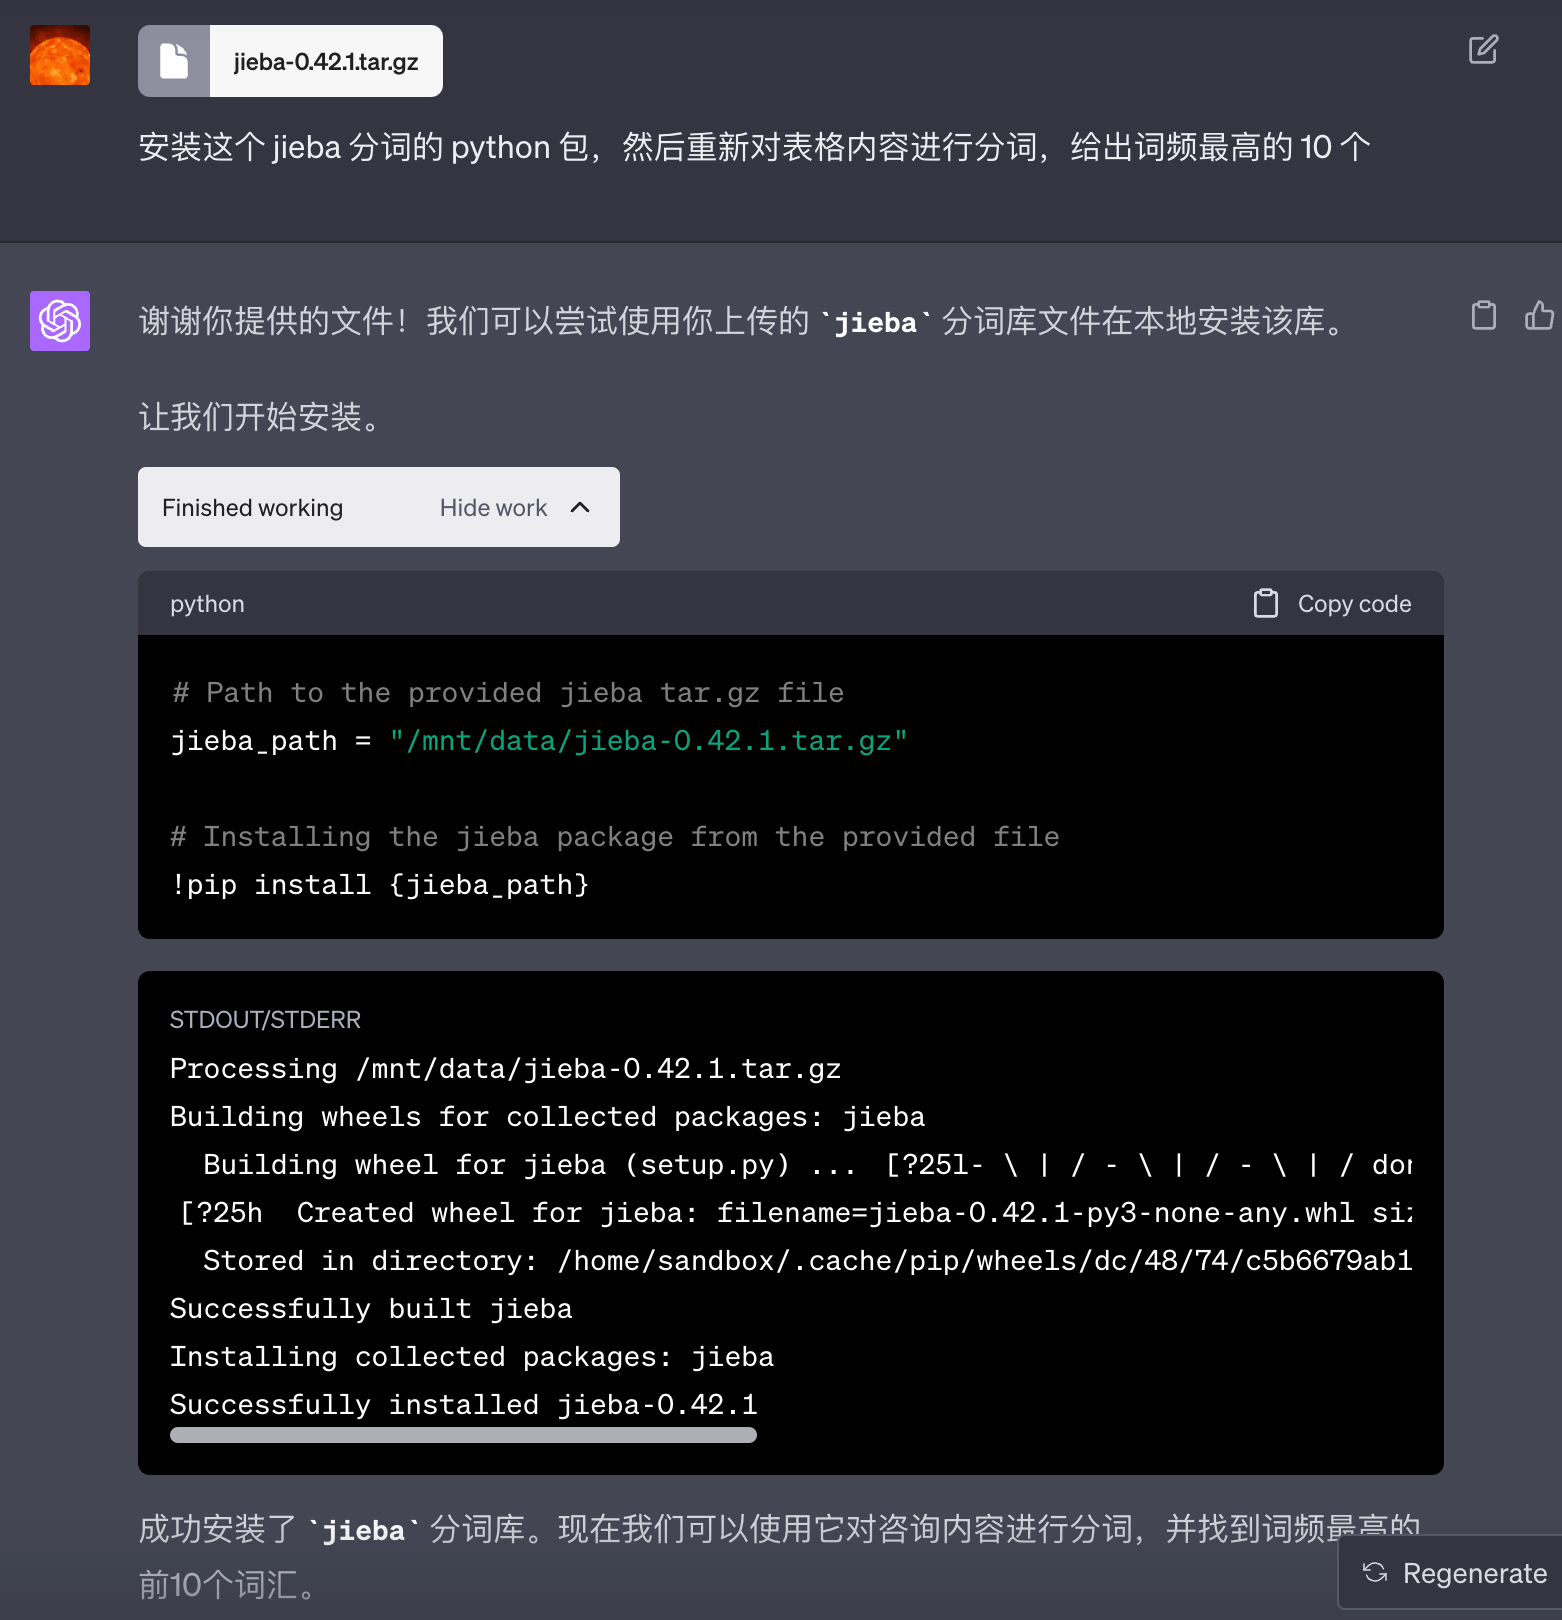 jieba-0.42.1.tar.gz
安装这个 jieba 分词的 python 包，然后重新对表格内容进行分词，给出词频最高的 10 个
谢谢你提供的文件！我们可以尝试使用你上传的 `jieba` 分词库文件在本地安装该库。
让我们开始安装。
Finished working Hide work
python Copy code
# Path to the provided jieba tar.gz file
jieba_path = "/mnt/data/jieba-0.42.1.tar.gz"
# Installing the jieba package from the provided file
!pip install {jieba_path}
STDOUT/STDERR
Processing /mnt/data/jieba-0.42.1.tar.gz
Building wheels for collected packages: jieba
Building wheel for jieba (setup.py) ... [?25l- \ | / - \ | / - \ | / don
[?25h Created wheel for jieba: filename=jieba-0.42.1-py3-none-any.whl siz
Stored in directory: /home/sandbox/.cache/pip/wheels/dc/48/74/c5b6679ab1
Successfully built jieba
Installing collected packages: jieba
Successfully installed jieba-0.42.1
成功安装了 `jieba` 分词库。现在我们可以使用它对咨询内容进行分词，并找到词频最高的
前10个词汇。
Regenerate